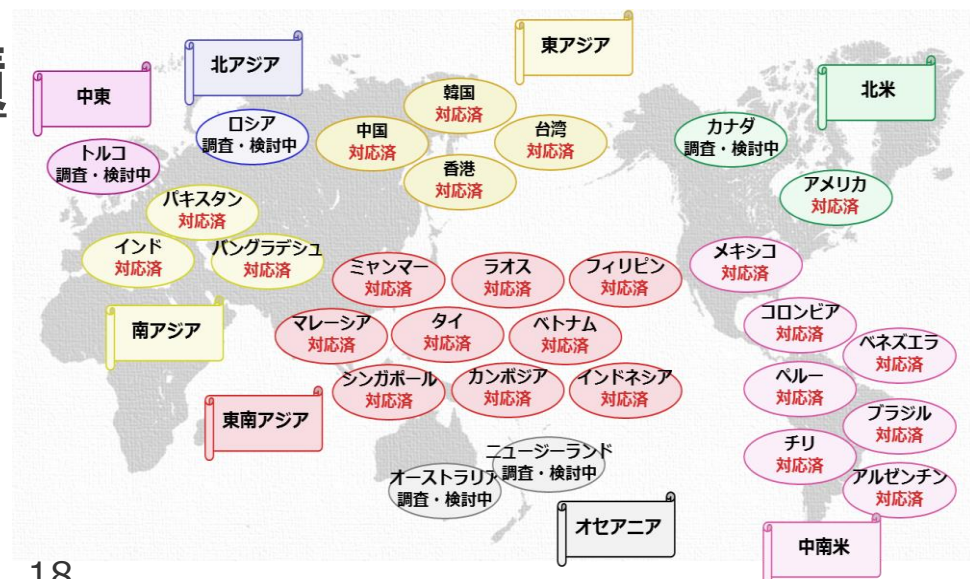 中東
トルコ
調査・検討中
北アジア
ロシア
調査・検討中
東アジア
韓国
対応済
中国
対応済
台湾
対応済
香港
対応済
北米
カナダ
調査・検討中
アメリカ
対応済
パキスタン
対応済
インド
対応済
バングラデシュ
対応済
南アジア
ミャンマー
対応済
ラオス
対応済
フィリピン
対応済
マレーシア
対応済
タイ
対応済
ベトナム
対応済
シンガポール
対応済
カンボジア
対応済
インドネシア
対応済
東南アジア
メキシコ
対応済
コロンビア
対応済
ベネズエラ
対応済
ペルー
対応済
ブラジル
対応済
チリ
対応済
アルゼンチン
対応済
中南米
ニュージーランド
調査・検討中
オーストラリア
調査・検討中
オセアニア
18